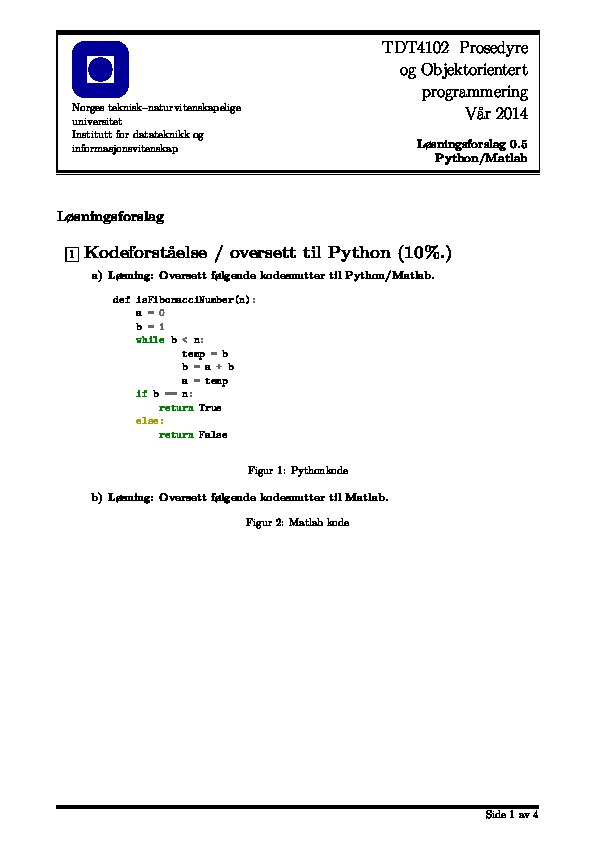 Norges teknisk–naturvitenskapelige
universitet
Institutt for datateknikk og
informasjonsvitenskap
TDT4102 Prosedyre
og Objektorientert
programmering
Vår 2014
Løsningsforslag 0.5
Python/Matlab
Løsningsforslag
1 Kodeforståelse / oversett til Python (10%.)
a) Løsning: Oversett følgende kodesnutter til Python/Matlab.
def isFibonacciNumber(n):
    a = 0
    b = 1
    while b < n:
            temp = b
            b = a + b
            a = temp
    if b == n:
        return True
    else:
        return False
Figur 1: Pythonkode
b) Løsning: Oversett følgende kodesnutter til Matlab.
Figur 2: Matlab kode
Side 1 av 4